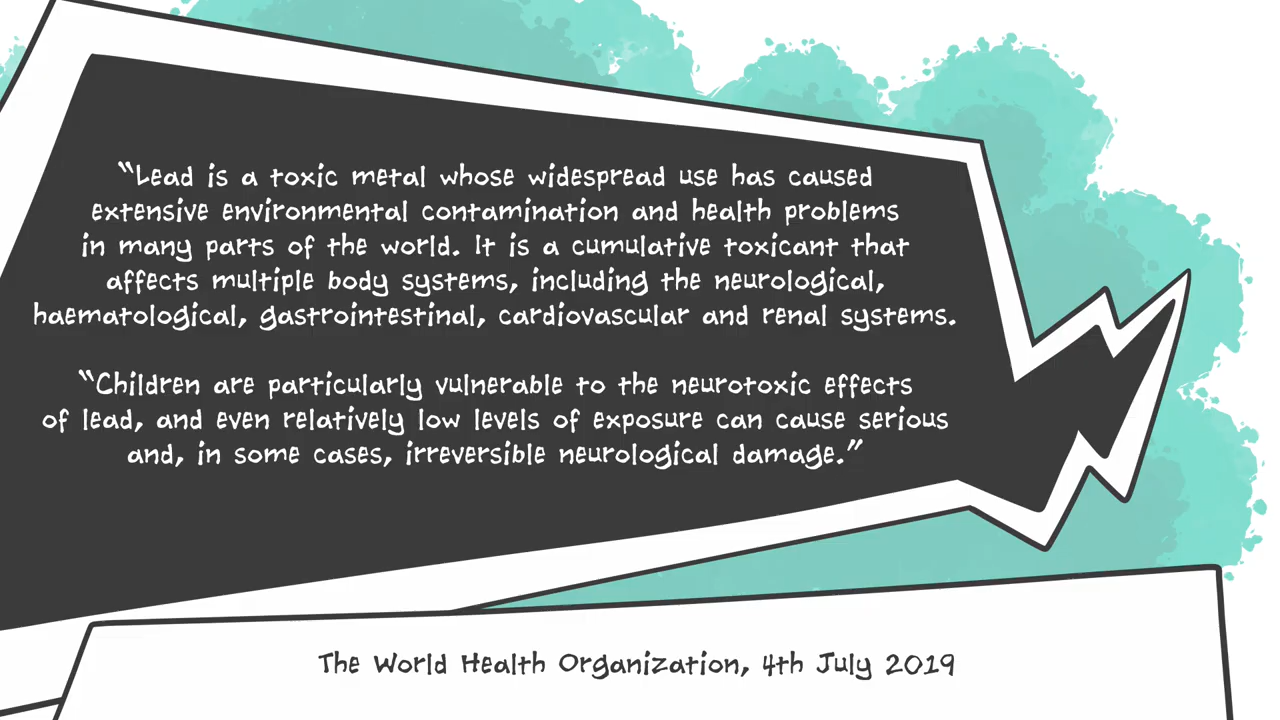 “Lead is a toxic metal whose widespread use has caused
extensive environmental contamination and health problems
in many parts of the world. It is a cumulative toxicant that
affects multiple body systems, including the neurological,
haematological, gastrointestinal, cardiovascular and renal systems.
“Children are particularly vulnerable to the neurotoxic effects
of lead, and even relatively low levels of exposure can cause serious
and, in some cases, irreversible neurological damage.”
The World Health Organization, 4th July 2019